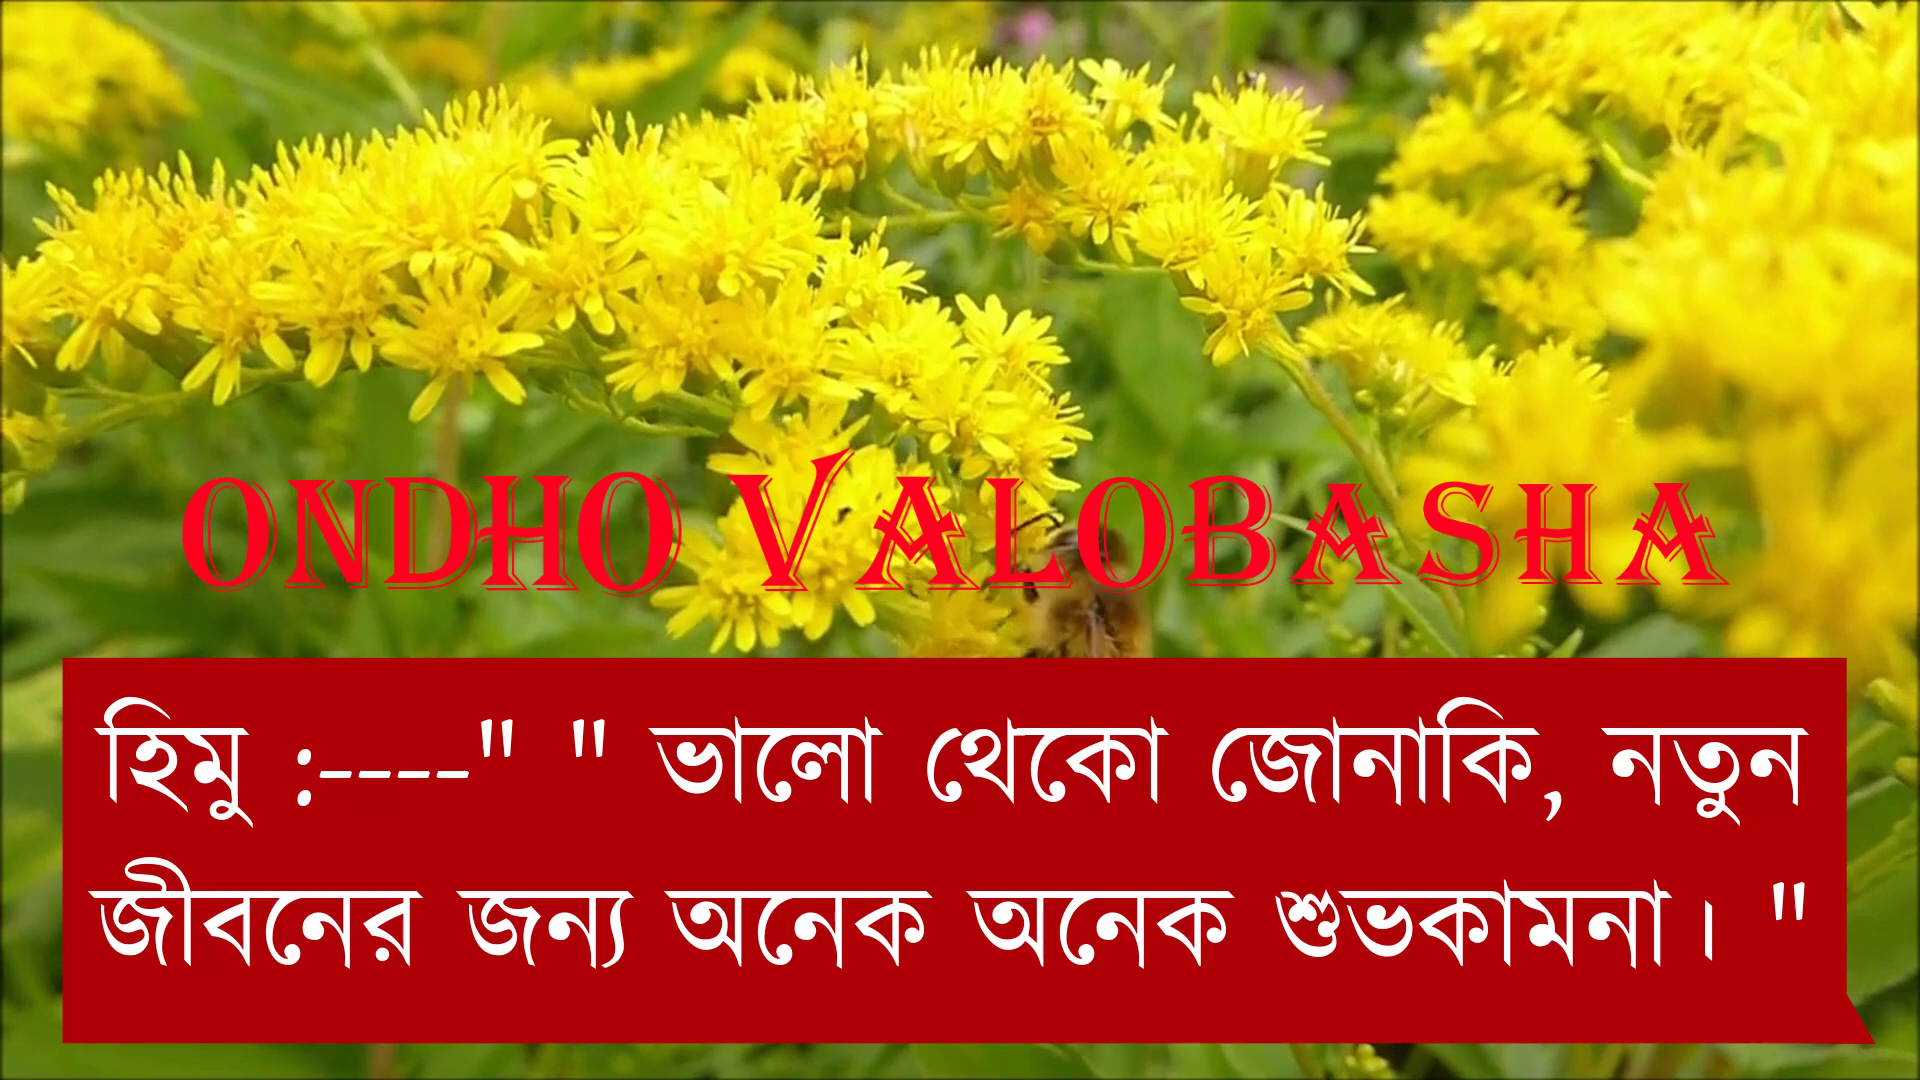 ONDHO VALOBASHA
হিমু :----" " ভালো থেকো জোনাকি, নতুন
জীবনের জন্য অনেক অনেক শুভকামনা। "